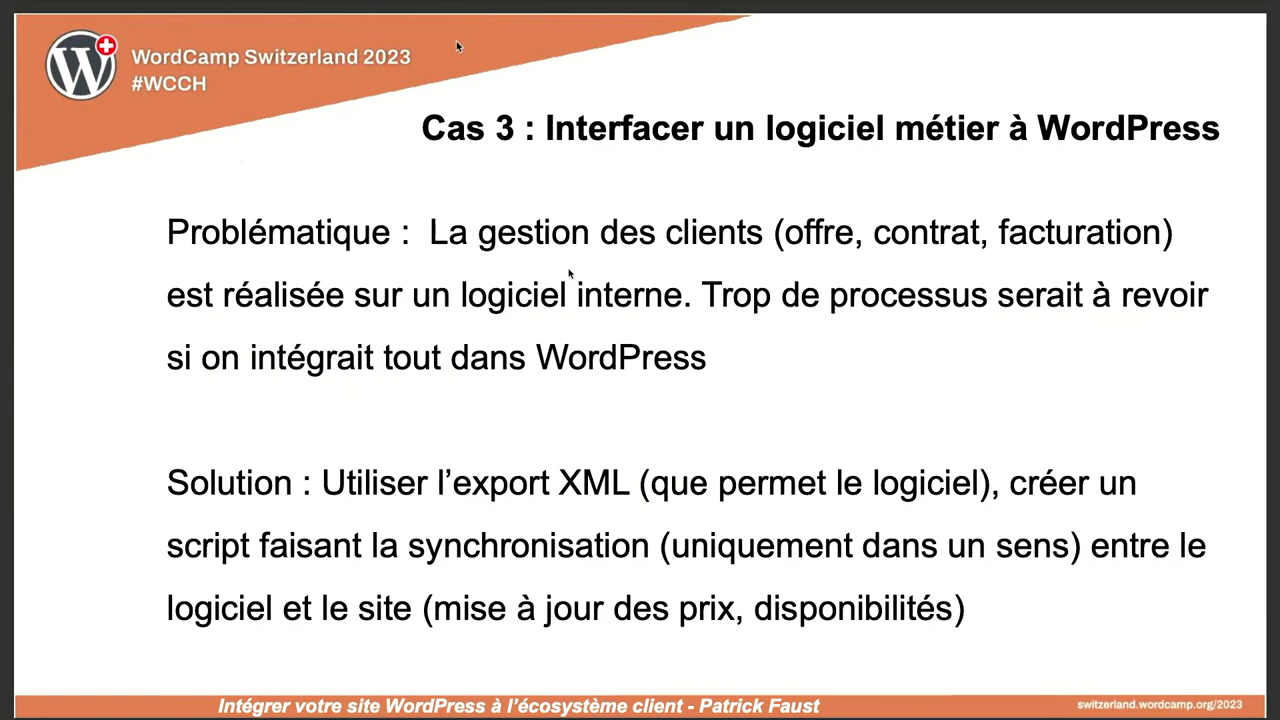 WordCamp Switzerland 2023
#WCCH
Cas 3 : Interfacer un logiciel métier à WordPress
Problématique :  La gestion des clients (offre, contrat, facturation)
est réalisée sur un logiciel interne. Trop de processus serait à revoir
si on intégrait tout dans WordPress
Solution : Utiliser l’export XML (que permet le logiciel), créer un
script faisant la synchronisation (uniquement dans un sens) entre le
logiciel et le site (mise à jour des prix, disponibilités)
Intégrer votre site WordPress à l’écosystème client - Patrick Faust
switzerland.wordcamp.org/2023